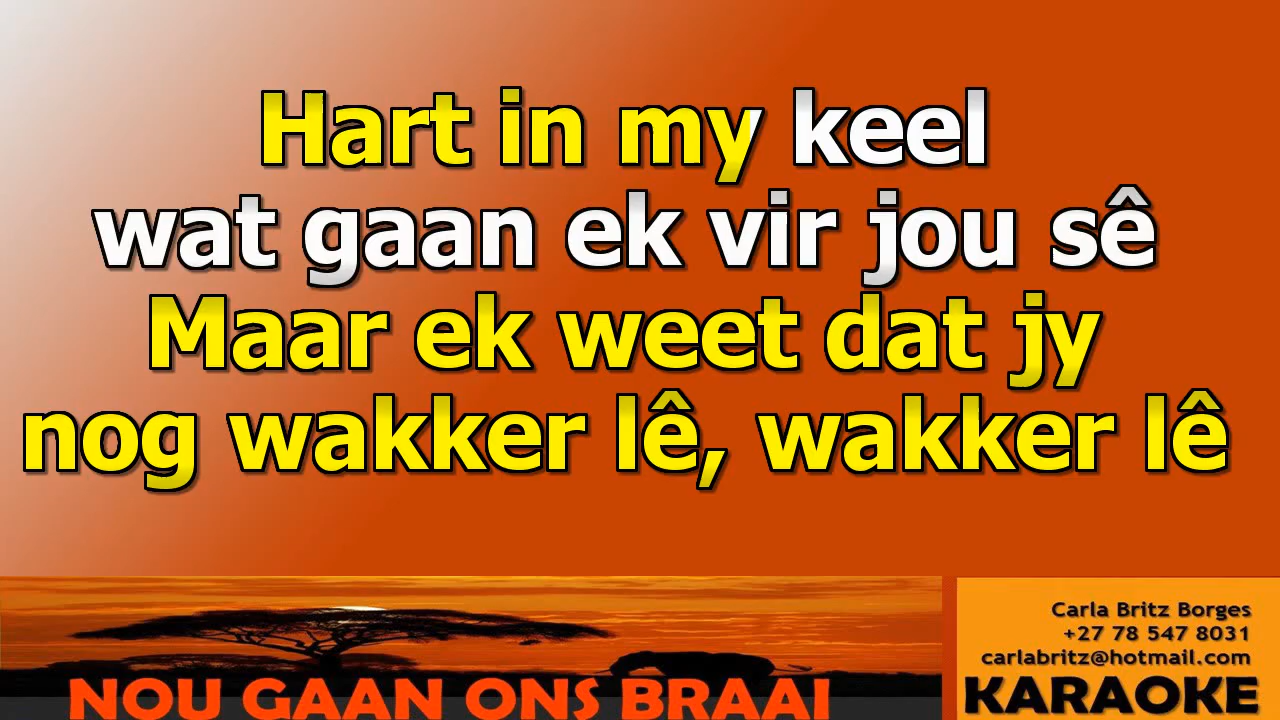 Hart in my keel
wat gaan ek vir jou sê
Maar ek weet dat jy
nog wakker lê, wakker lê
Carla Britz Borges
+27 78 547 8031
carlabritz@hotmail.com
NOU GAAN ONS BRAAI
KARAOKE